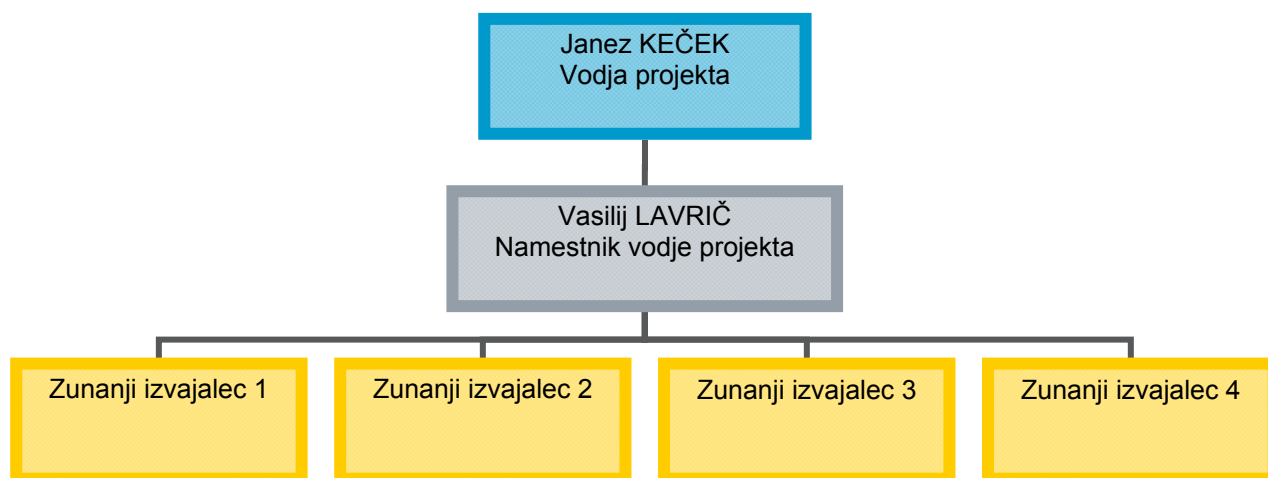 Janez KEČEK
Vodja projekta
Vasilij LAVRIČ
Namestnik vodje projekta
Zunanji izvajalec 1
Zunanji izvajalec 2
Zunanji izvajalec 3
Zunanji izvajalec 4